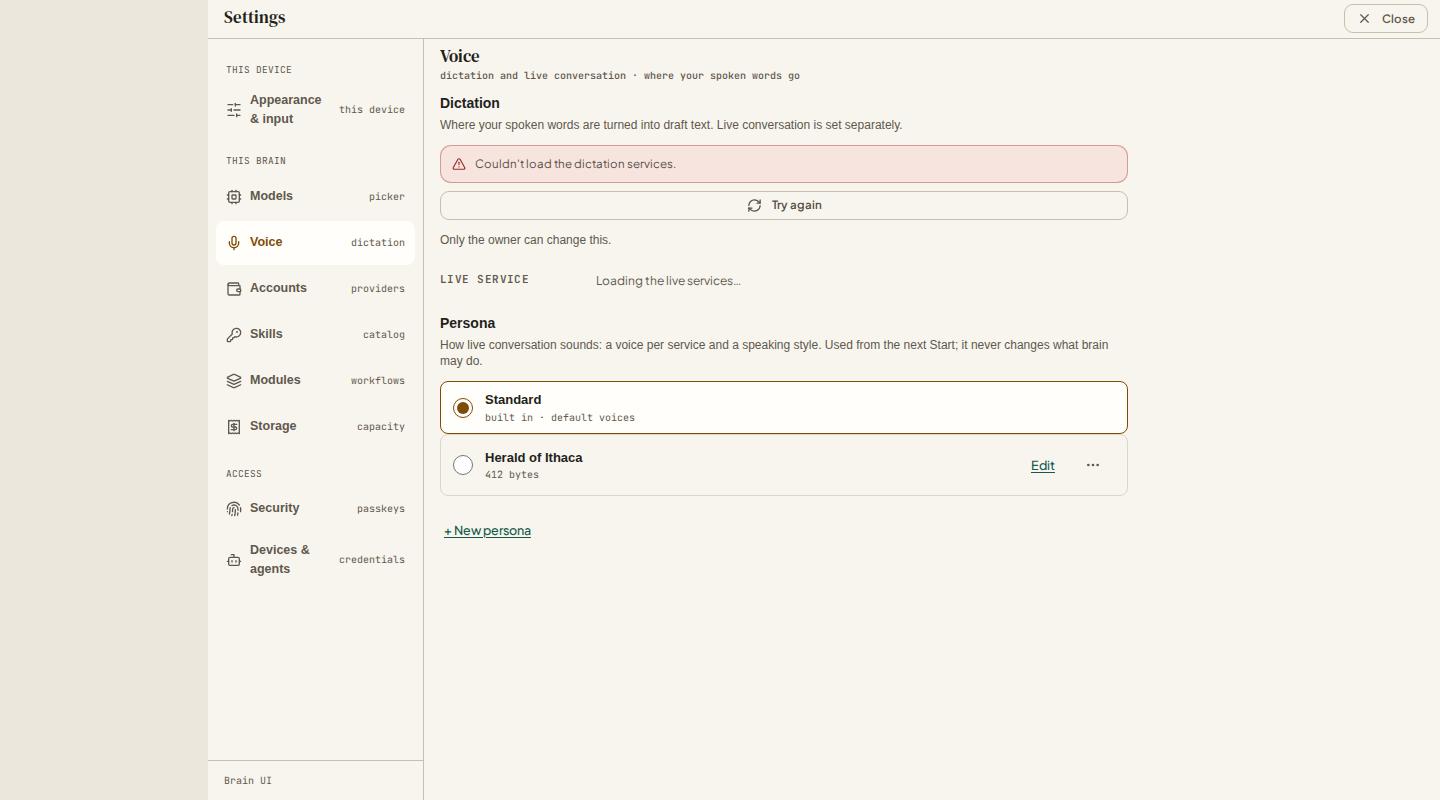 Settings
Close
THIS DEVICE
Appearance & input
this device
THIS BRAIN
Models
picker
Voice
dictation
Accounts
providers
Skills
catalog
Modules
workflows
Storage
capacity
ACCESS
Security
passkeys
Devices & agents
credentials
Brain UI
Voice
dictation and live conversation · where your spoken words go
Dictation
Where your spoken words are turned into draft text. Live conversation is set separately.
Couldn't load the dictation services.
Try again
Only the owner can change this.
LIVE SERVICE
Loading the live services…
Persona
How live conversation sounds: a voice per service and a speaking style. Used from the next Start; it never changes what brain
may do.
Standard
built in · default voices
Herald of Ithaca
412 bytes
Edit
+ New persona